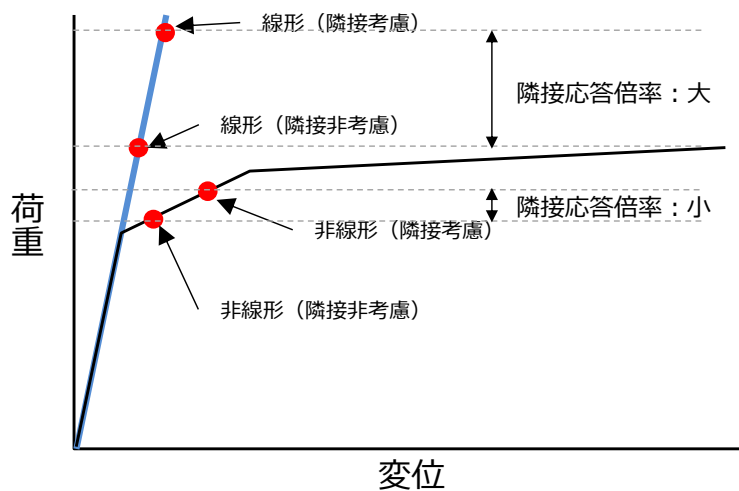 線形（隣接考慮）
隣接応答倍率：大
線形（隣接非考慮）
荷重
隣接応答倍率：小
非線形（隣接考慮）
非線形（隣接非考慮）
変位